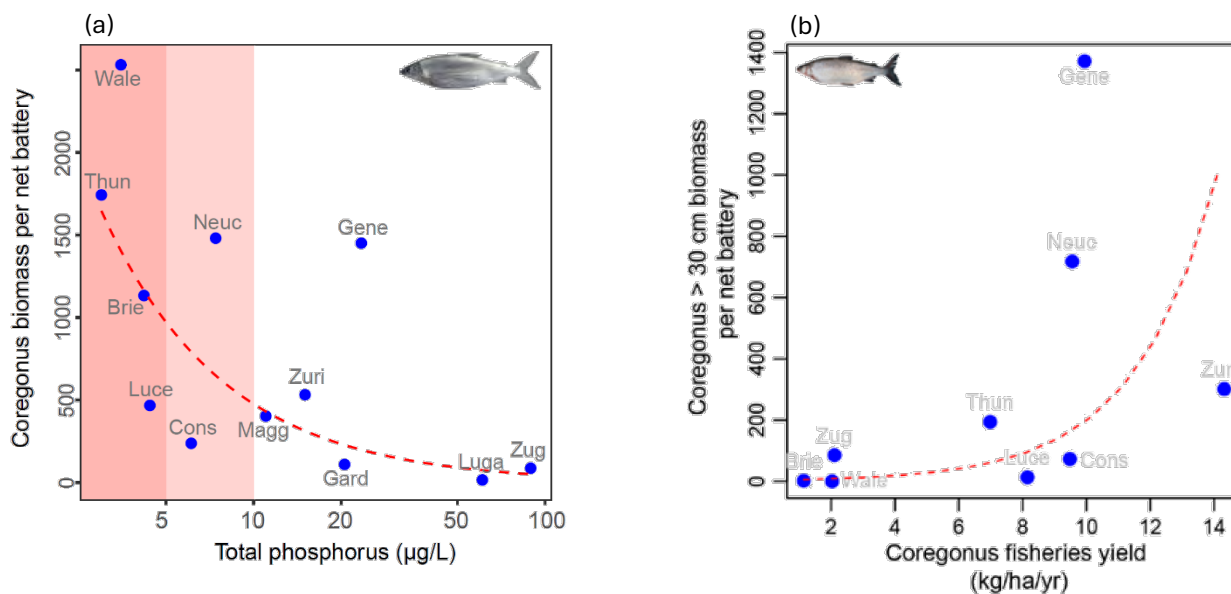 (a)
Coregonus biomass per net battery
2000
1500
1000
500
0
Wale
Thun
Neuc
Gene
Brie
Luce
Cons
Zuri
Magg
Gard
Luga
Zug
5
10
20
50
100
Total phosphorus (µg/L)
(b)
Coregonus > 30 cm biomass
per net battery
1400
1200
1000
800
600
400
200
0
Gene
Neuc
Thun
Zug
Brie
Wale
Luce
Cons
2
4
6
8
10
12
14
Coregonus fisheries yield
(kg/ha/yr)